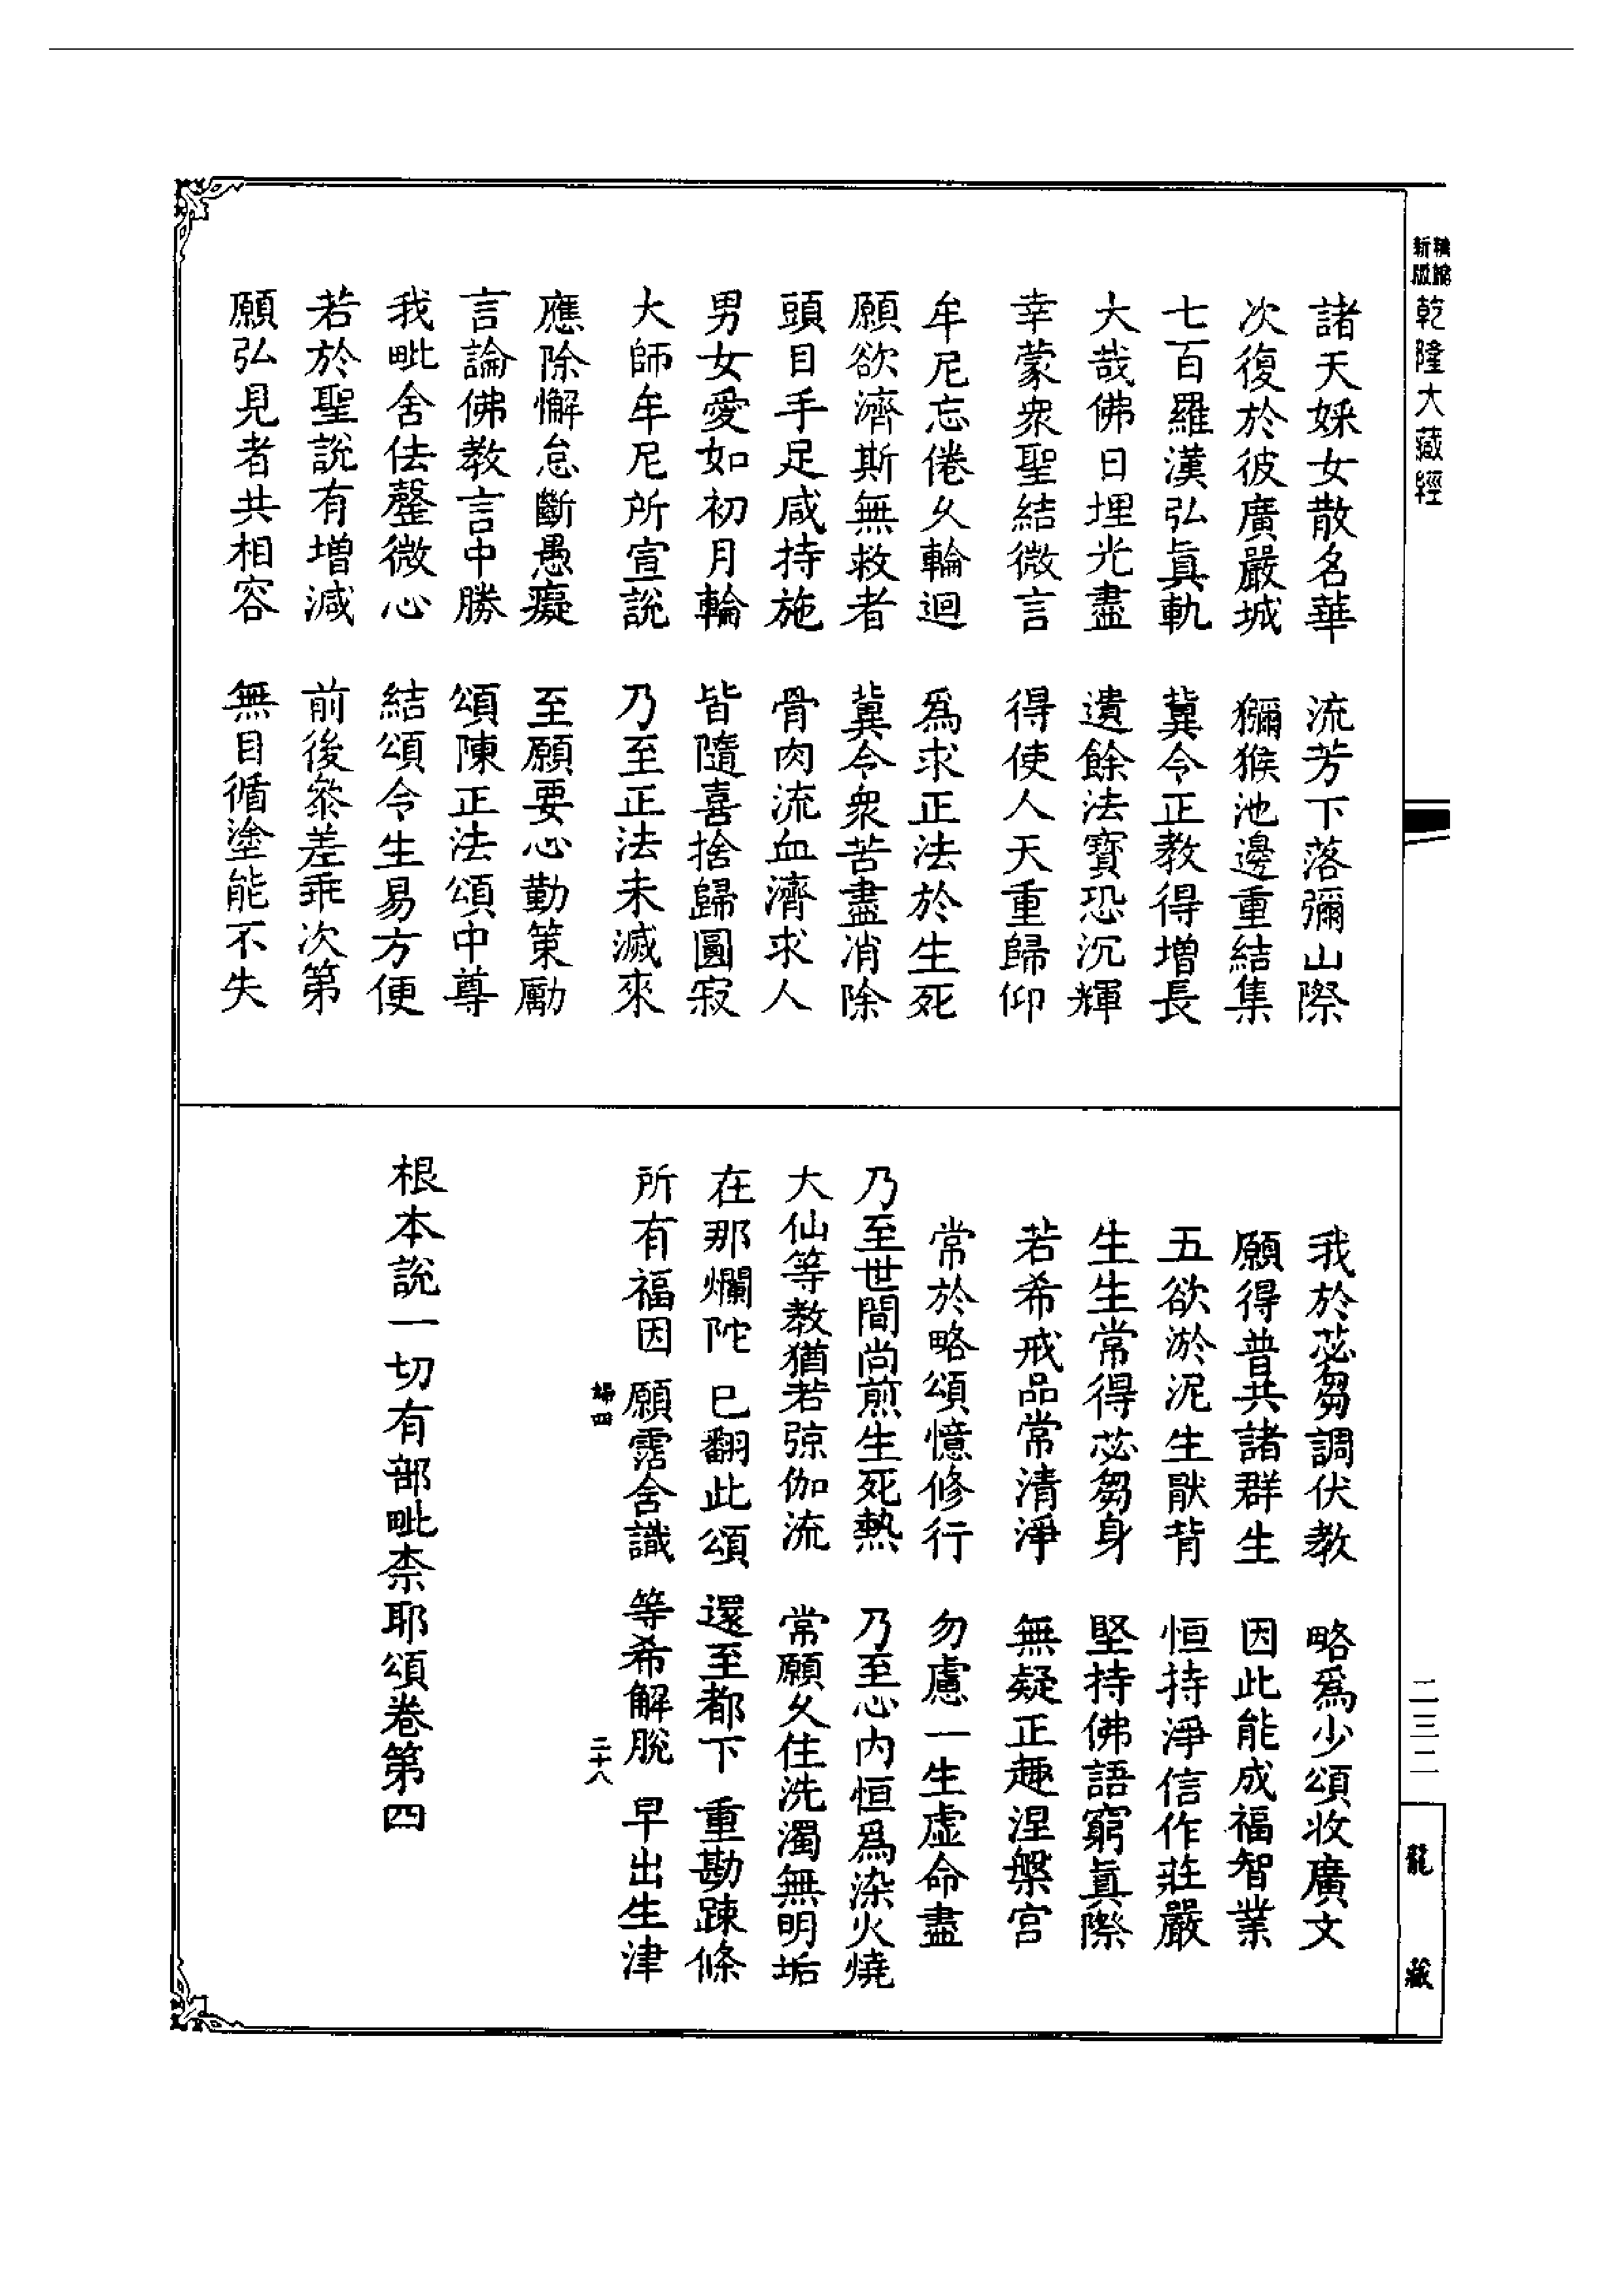 新版
乾隆大藏經
諸天婇女散名華　流芳下落彌山際
次復於彼廣嚴城　獼猴池邊重結集
七百羅漢弘眞軌　冀令正教得增長
大哉佛日埋光盡　遺餘法寶恐沉輝
幸蒙衆聖結微言　得使人天重歸仰
牟尼忘倦久輪迴　爲求正法於生死
願欲濟斯無救者　冀令衆苦盡消除
頭目手足咸持施　骨肉流血濟求人
男女愛如初月輪　皆隨喜捨歸圓寂
大師牟尼所宣說　乃至正法未滅來
應除懈怠斷愚癡　至願要心勤策勵
言論佛教言中勝　頌陳正法頌中尊
我毗舍佉罄微心　結頌令生易方便
若於聖說有增減　前後叅差乖次第
願弘見者共相容　無目循塗能不失
我於苾芻調伏教　略爲少頌收廣文
願得普共諸群生　因此能成福智業
五欲淤泥生猒背　恒持淨信作莊嚴
生生常得苾芻身　堅持佛語窮眞際
若希戒品常清淨　無疑正趣涅槃宫
常於略頌憶修行　勿慮一生虛命盡
乃至世間尚煎生死熱　乃至心內恒爲染火燒
大仙等教猶若弶伽流　常願久住洗濁無明垢
在那爛陀　已翻此頌　還至都下　重勘踈條
所有福因　願霑含識　等希解脫　早出生津
歸四　二十八
根本說一切有部毗柰耶頌卷第四
二三二
龍藏